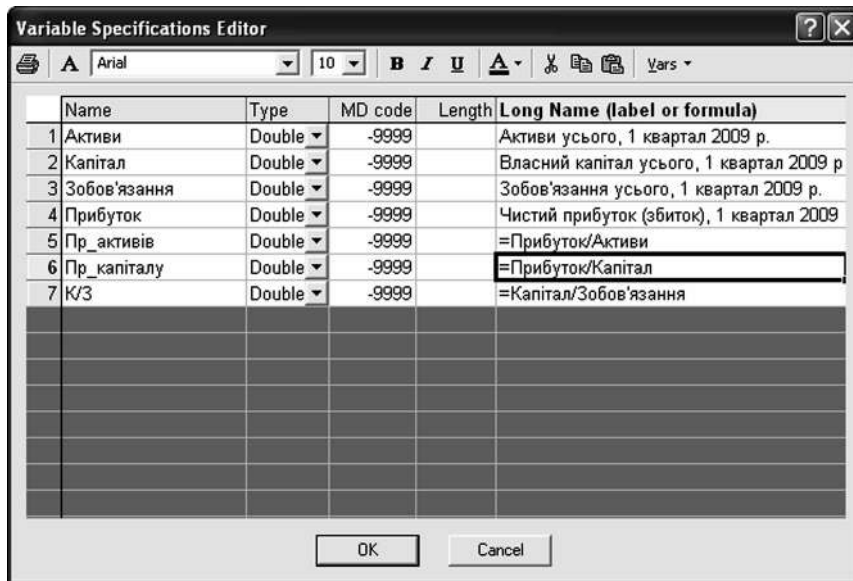 Variable Specifications Editor
A Arial 10 B I U A Vars
Name Type MD code Length Long Name (label or formula)
1 Активи Double -9999 Активи усього, 1 квартал 2009 р.
2 Капітал Double -9999 Власний капітал усього, 1 квартал 2009 р
3 Зобов'язання Double -9999 Зобов'язання усього, 1 квартал 2009 р.
4 Прибуток Double -9999 Чистий прибуток (збиток), 1 квартал 2009
5 Пр_активів Double -9999 =Прибуток/Активи
6 Пр_капіталу Double -9999 =Прибуток/Капітал
7 К/З Double -9999 =Капітал/Зобов'язання
OK Cancel